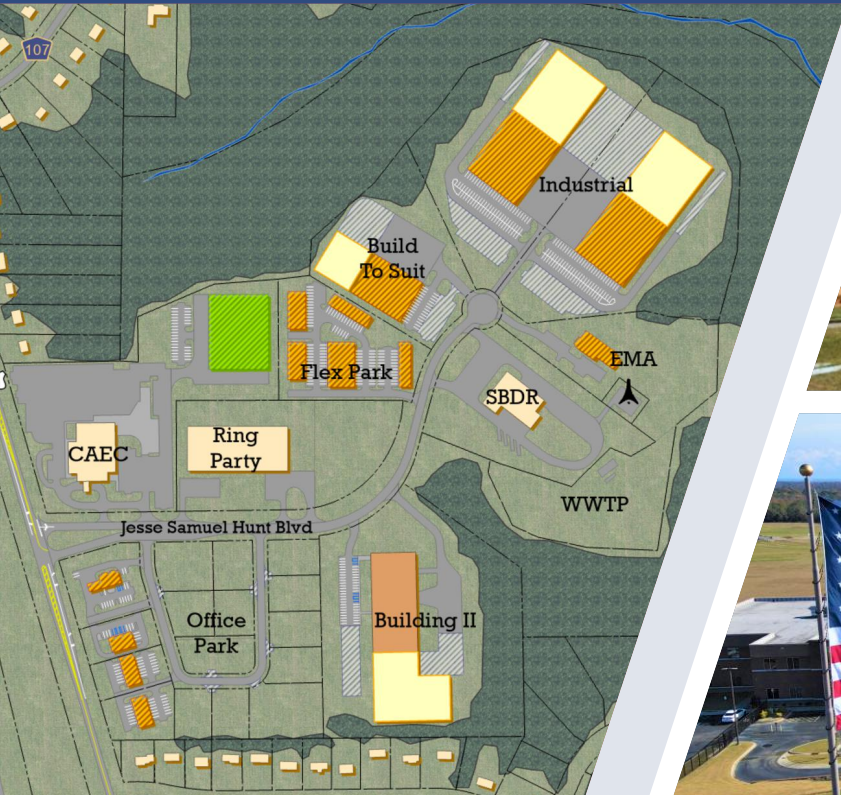 107
Industrial
Build
To Suit
EMA
Flex Park
SBDR
Ring
Party
CAEC
WWTP
Jesse Samuel Hunt Blvd
Office
Park
Building II